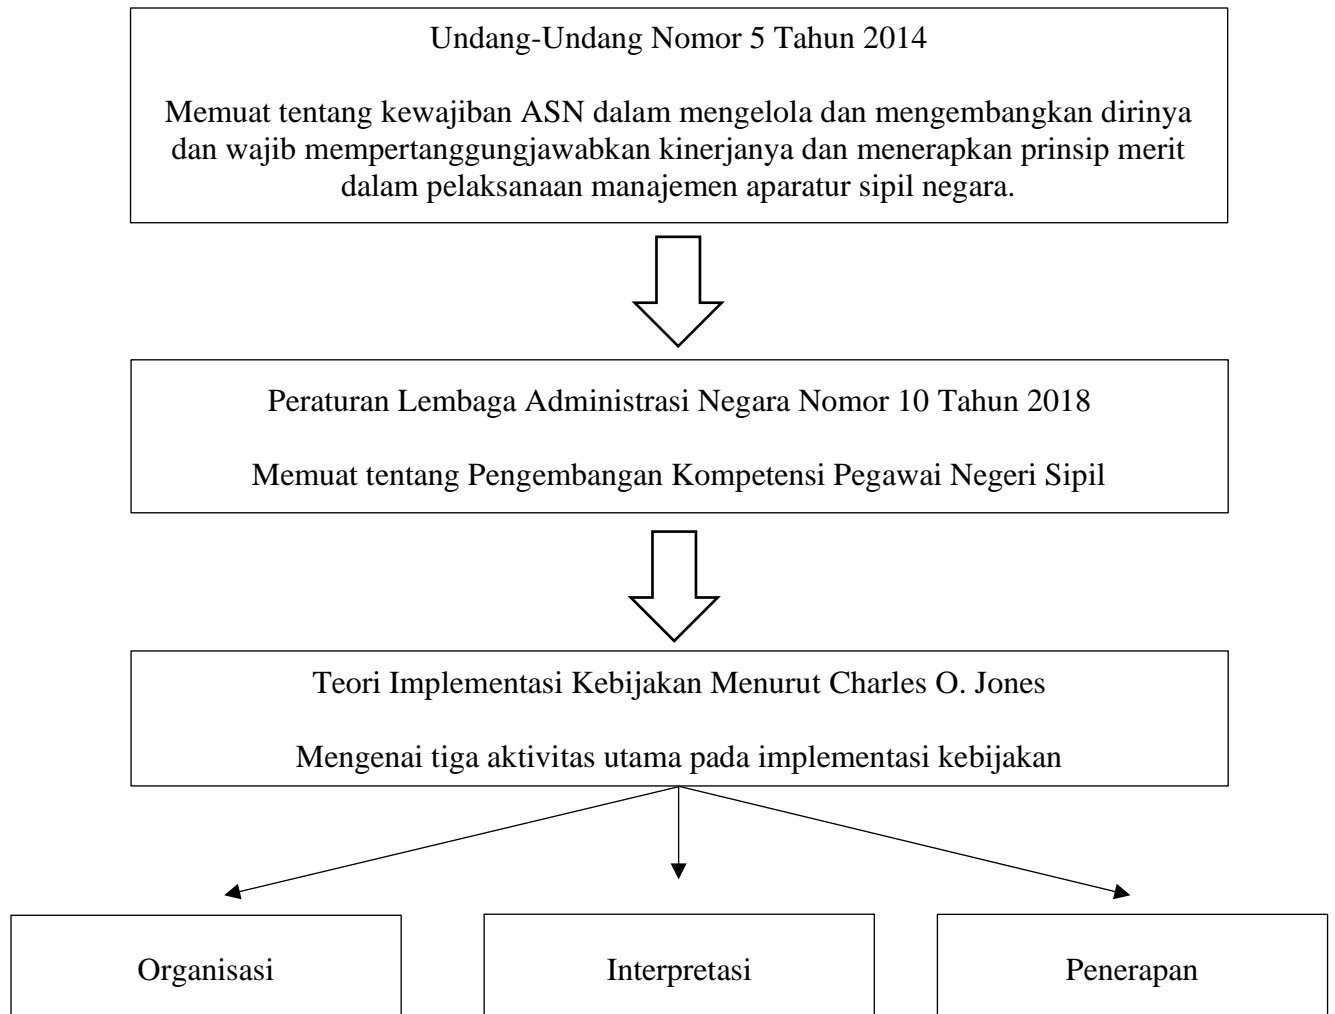 Undang-Undang Nomor 5 Tahun 2014
Memuat tentang kewajiban ASN dalam mengelola dan mengembangkan dirinya
dan wajib mempertanggungjawabkan kinerjanya dan menerapkan prinsip merit
dalam pelaksanaan manajemen aparatur sipil negara.
Peraturan Lembaga Administrasi Negara Nomor 10 Tahun 2018
Memuat tentang Pengembangan Kompetensi Pegawai Negeri Sipil
Teori Implementasi Kebijakan Menurut Charles O. Jones
Mengenai tiga aktivitas utama pada implementasi kebijakan
Organisasi
Interpretasi
Penerapan